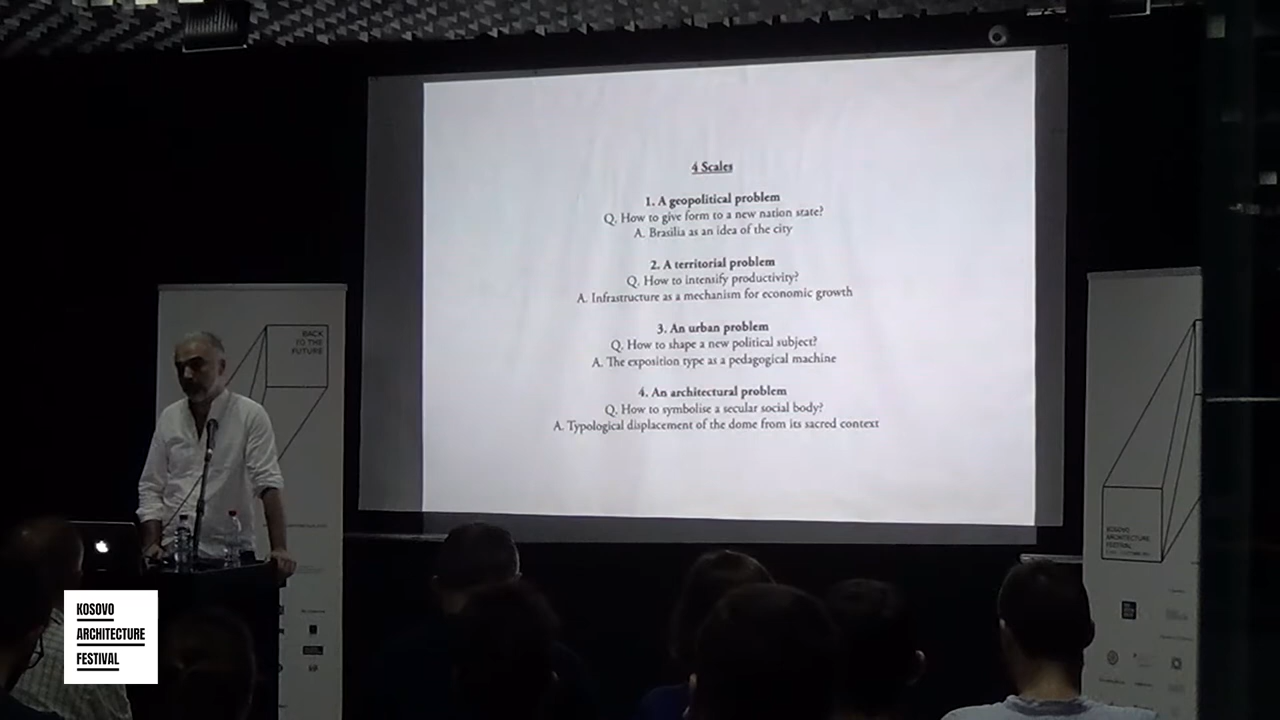 4 Scales
1. A geopolitical problem
Q. How to give form to a new nation state?
A. Brasilia as an idea of the city
2. A territorial problem
Q. How to intensify productivity?
A. Infrastructure as a mechanism for economic growth
3. An urban problem
Q. How to shape a new political subject?
A. The exposition type as a pedagogical machine
4. An architectural problem
Q. How to symbolise a secular social body?
A. Typological displacement of the dome from its sacred context
BACK
TO THE
FUTURE
KOSOVO
ARCHITECTURE
FESTIVAL
KOSOVO
ARCHITECTURE
FESTIVAL